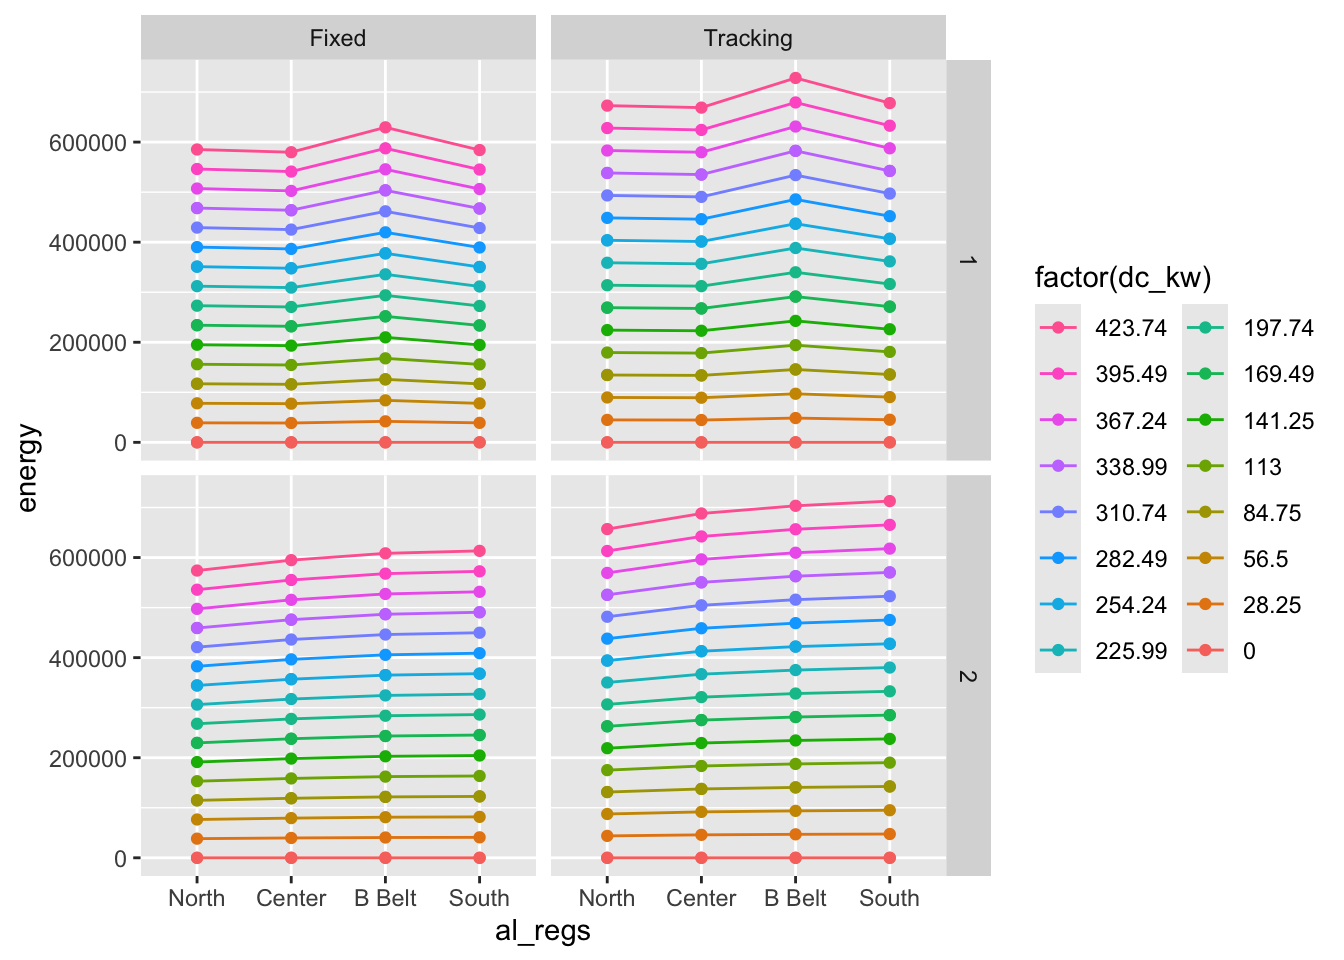 Fixed
Tracking
600000
400000
200000
0
1
600000
400000
200000
0
2
North
Center
B Belt
South
North
Center
B Belt
South
al_regs
energy
factor(dc_kw)
423.74
395.49
367.24
338.99
310.74
282.49
254.24
225.99
197.74
169.49
141.25
113
84.75
56.5
28.25
0